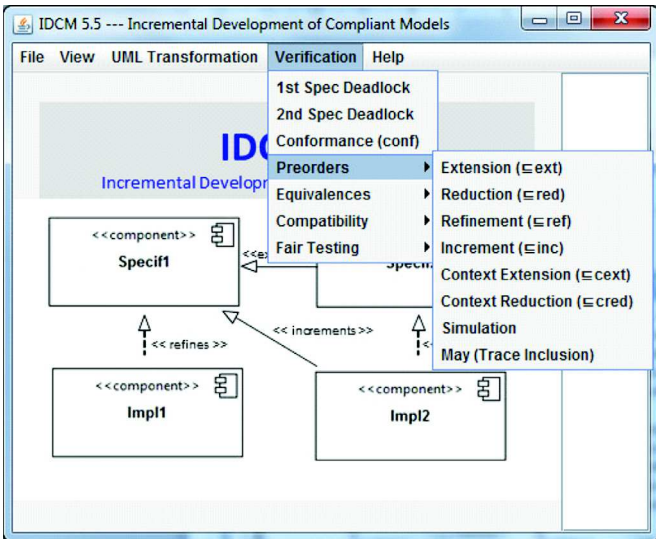 IDCM 5.5 --- Incremental Development of Compliant Models
File View UML Transformation Verification Help
1st Spec Deadlock
2nd Spec Deadlock
Conformance (conf)
Preorders
Equivalences
Compatibility
Fair Testing
Extension (⊑ext)
Reduction (⊑red)
Refinement (⊑ref)
Increment (⊑inc)
Context Extension (⊑cext)
Context Reduction (⊑cred)
Simulation
May (Trace Inclusion)
Incremental
<<component>>
Specif1
<< refines >>
<< increments>>
<<component>>
Impl1
<<component>>
Impl2